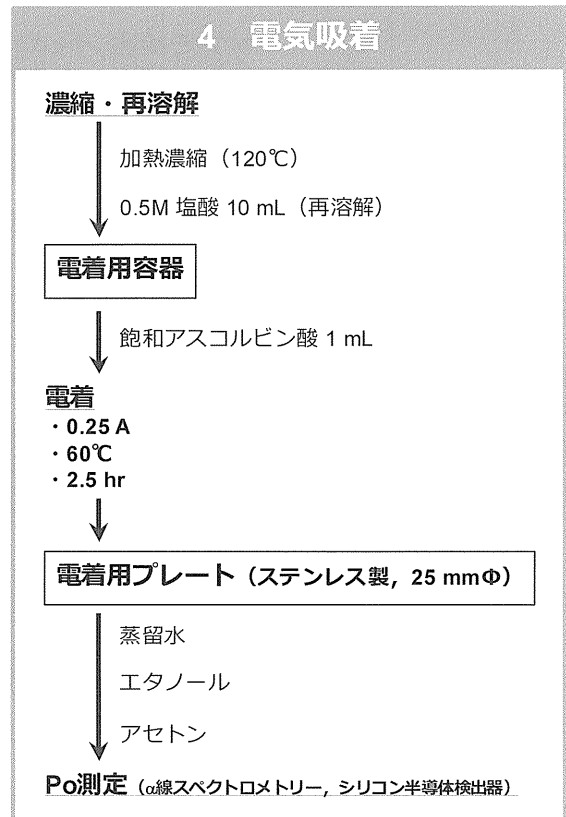 4 電気吸着
濃縮・再溶解
加熱濃縮（120℃）
0.5M 塩酸 10 mL（再溶解）
電着用容器
飽和アスコルビン酸 1 mL
電着
・0.25 A
・60℃
・2.5 hr
電着用プレート（ステンレス製，25 mmΦ）
蒸留水
エタノール
アセトン
Po測定（α線スペクトロメトリー，シリコン半導体検出器）